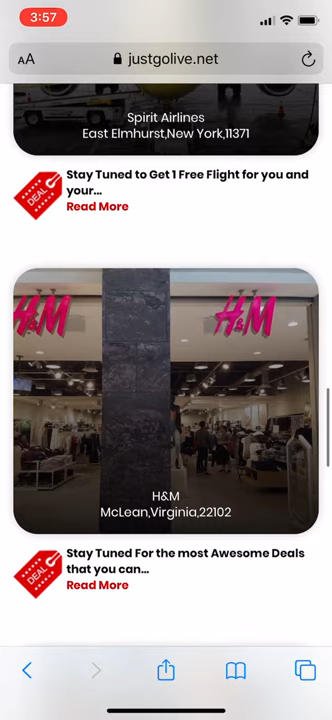 3:57
AA justgolive.net
Spirit Airlines
East Elmhurst,New York,11371
DEAL
Stay Tuned to Get 1 Free Flight for you and
your...
Read More
H&M H&M
H&M
McLean,Virginia,22102
DEAL
Stay Tuned For the most Awesome Deals
that you can...
Read More